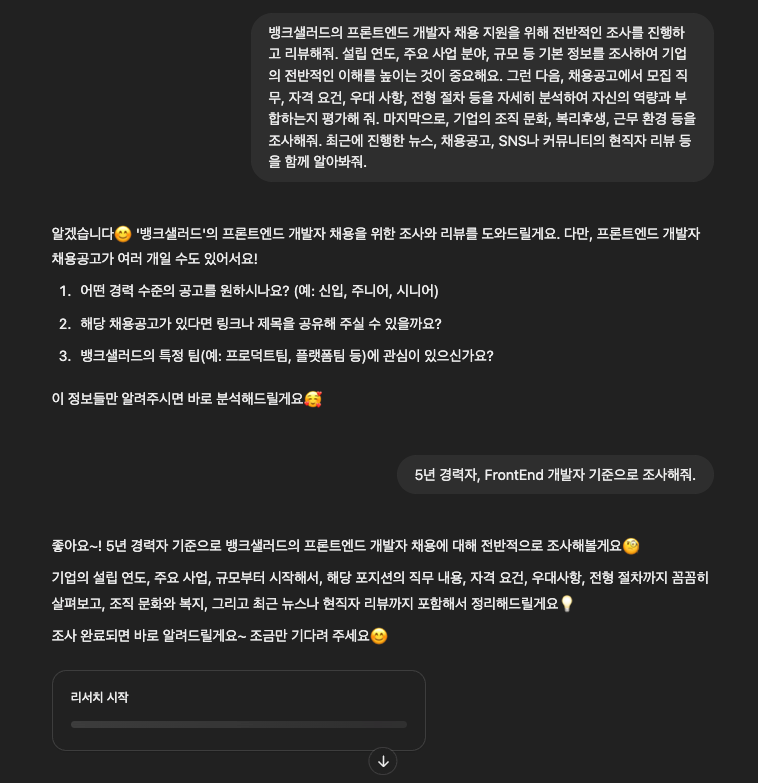 뱅크샐러드의 프론트엔드 개발자 채용 지원을 위해 전반적인 조사를 진행하
고 리뷰해줘. 설립 연도, 주요 사업 분야, 규모 등 기본 정보를 조사하여 기업
의 전반적인 이해를 높이는 것이 중요해요. 그런 다음, 채용공고에서 모집 직
무, 자격 요건, 우대 사항, 전형 절차 등을 자세히 분석하여 자신의 역량과 부
합하는지 평가해 줘. 마지막으로, 기업의 조직 문화, 복리후생, 근무 환경 등을
조사해줘. 최근에 진행한 뉴스, 채용공고, SNS나 커뮤니티의 현직자 리뷰 등
을 함께 알아봐줘.
알겠습니다😊 '뱅크샐러드'의 프론트엔드 개발자 채용을 위한 조사와 리뷰를 도와드릴게요. 다만, 프론트엔드 개발자
채용공고가 여러 개일 수도 있어서요!
1. 어떤 경력 수준의 공고를 원하시나요? (예: 신입, 주니어, 시니어)
2. 해당 채용공고가 있다면 링크나 제목을 공유해 주실 수 있을까요?
3. 뱅크샐러드의 특정 팀(예: 프로덕트팀, 플랫폼팀 등)에 관심이 있으신가요?
이 정보들만 알려주시면 바로 분석해드릴게요🥰
5년 경력자, FrontEnd 개발자 기준으로 조사해줘.
좋아요~! 5년 경력자 기준으로 뱅크샐러드의 프론트엔드 개발자 채용에 대해 전반적으로 조사해볼게요🧐
기업의 설립 연도, 주요 사업, 규모부터 시작해서, 해당 포지션의 직무 내용, 자격 요건, 우대사항, 전형 절차까지 꼼꼼히
살펴보고, 조직 문화와 복지, 그리고 최근 뉴스나 현직자 리뷰까지 포함해서 정리해드릴게요💡
조사 완료되면 바로 알려드릴게요~ 조금만 기다려 주세요😊
리서치 시작